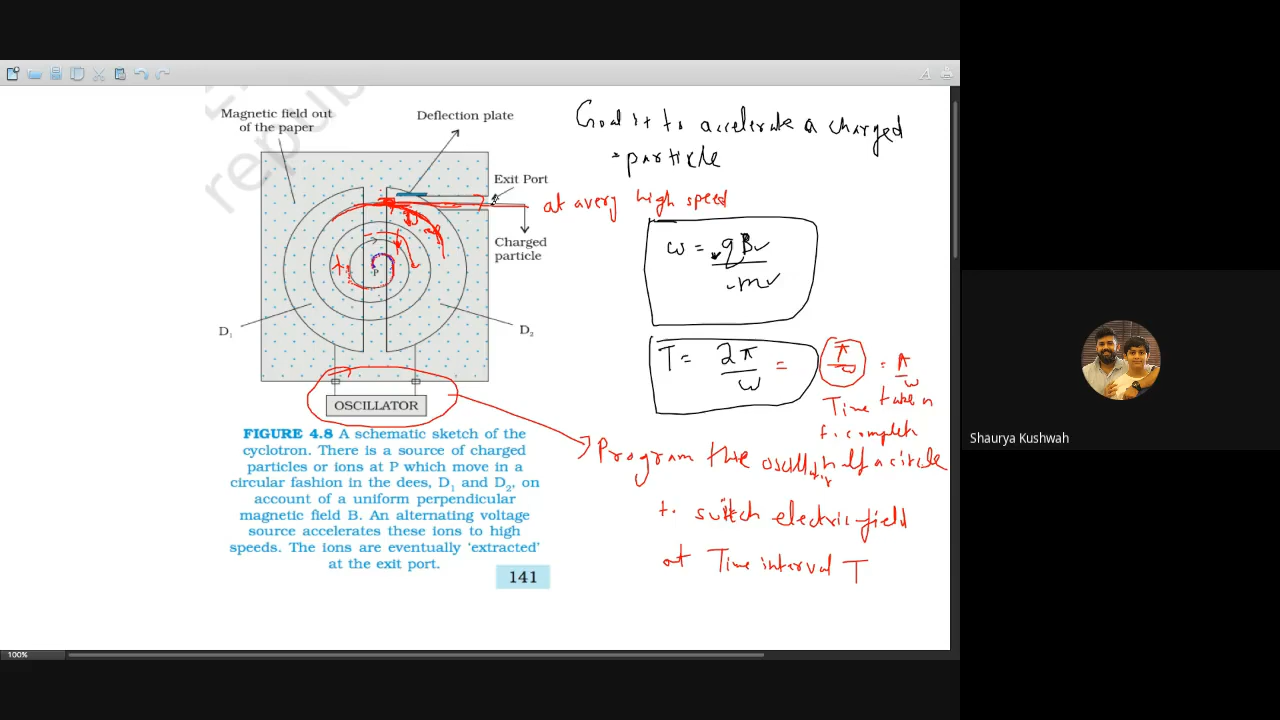 republ
Magnetic field out
of the paper
Deflection plate
Exit Port
Charged
particle
P
D1
D2
OSCILLATOR
FIGURE 4.8 A schematic sketch of the
cyclotron. There is a source of charged
particles or ions at P which move in a
circular fashion in the dees, D1 and D2, on
account of a uniform perpendicular
magnetic field B. An alternating voltage
source accelerates these ions to high
speeds. The ions are eventually ‘extracted’
at the exit port.
141
Goal is to accelerate a charged
particle
at a very high speed
ω = qB
m
T = 2π
ω
= π
ω
= π
ω
Time taken
to complete
half a circle
Program the oscillator
to switch electric field
at Time interval T
Shaurya Kushwah
100%